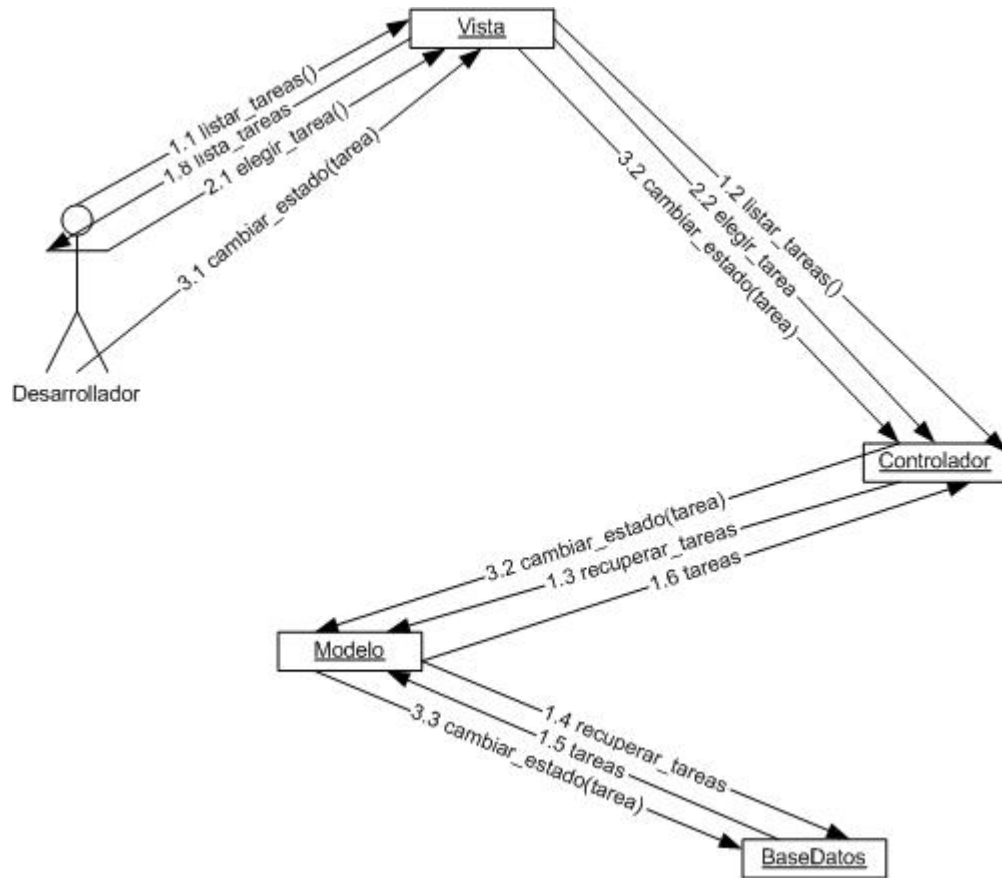 Vista
1.1 listar_tareas()
1.8 lista_tareas
2.1 elegir_tarea()
3.1 cambiar_estado(tarea)
1.2 listar_tareas()
2.2 elegir_tarea
3.2 cambiar_estado(tarea)
Desarrollador
Controlador
3.2 cambiar_estado(tarea)
1.3 recuperar_tareas
1.6 tareas
Modelo
1.4 recuperar_tareas
1.5 tareas
3.3 cambiar_estado(tarea)
BaseDatos